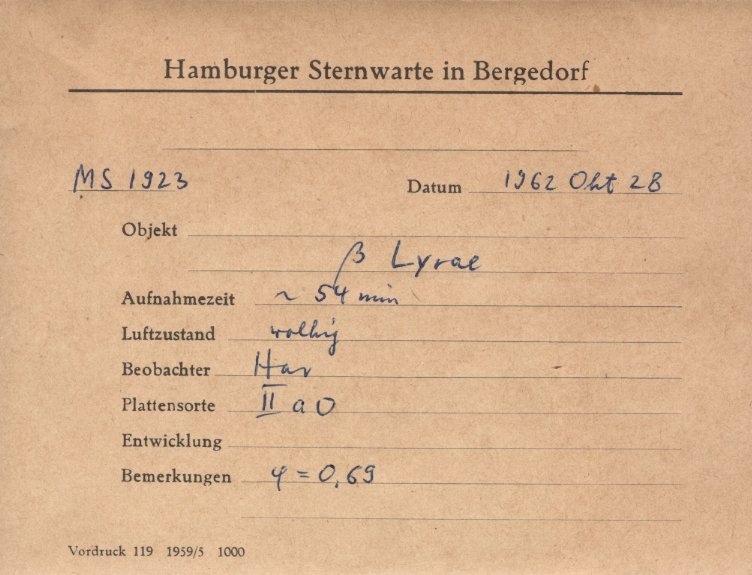 Hamburger Sternwarte in Bergedorf
MS 1923 Datum 1962 Okt 28
Objekt
β Lyrae
Aufnahmezeit ~ 54 min
Luftzustand wolkig
Beobachter Hav
Plattensorte II a O
Entwicklung
Bemerkungen φ = 0,69
Vordruck 119 1959/5 1000